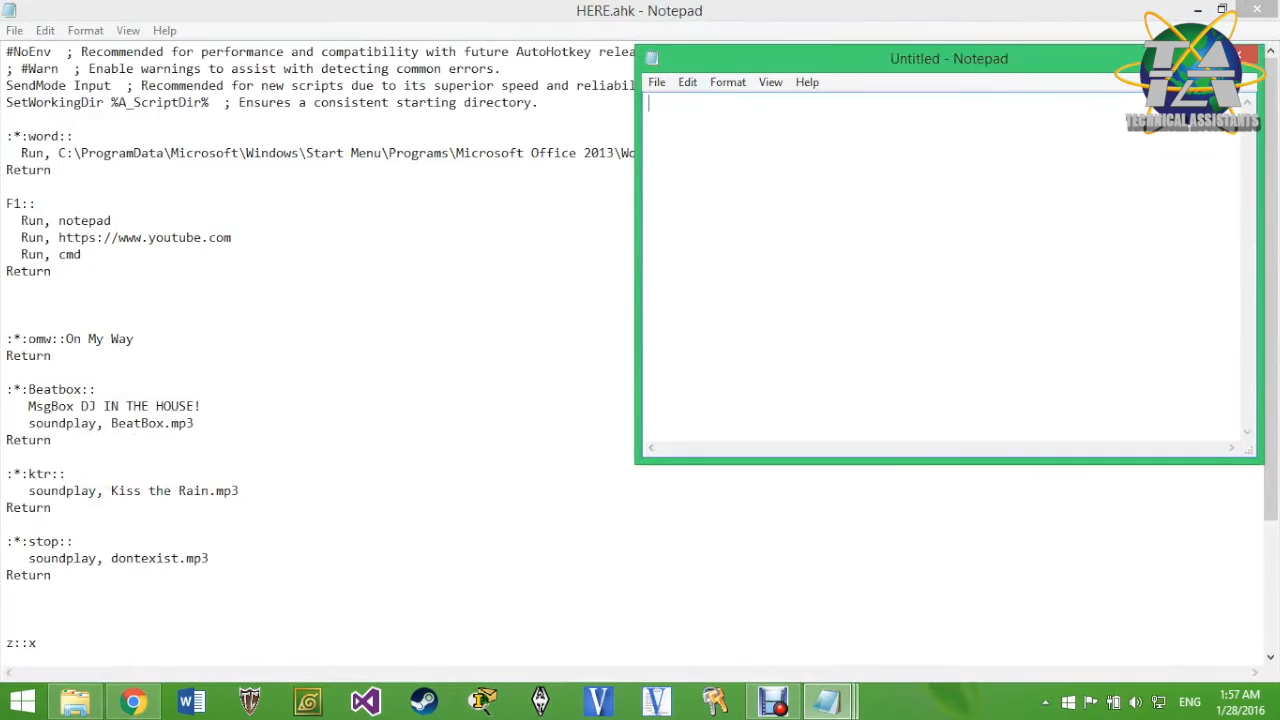 HERE.ahk - Notepad
File Edit Format View Help
#NoEnv  ; Recommended for performance and compatibility with future AutoHotkey relea
; #Warn  ; Enable warnings to assist with detecting common errors.
SendMode Input  ; Recommended for new scripts due to its superior speed and reliabil
SetWorkingDir %A_ScriptDir%  ; Ensures a consistent starting directory.
:*:word::
Run, C:\ProgramData\Microsoft\Windows\Start Menu\Programs\Microsoft Office 2013\Wo
Return
F1::
Run, notepad
Run, https://www.youtube.com
Run, cmd
Return
:*:omw::On My Way
Return
:*:Beatbox::
MsgBox DJ IN THE HOUSE!
soundplay, BeatBox.mp3
Return
:*:ktr::
soundplay, Kiss the Rain.mp3
Return
:*:stop::
soundplay, dontexist.mp3
Return
z::x
Untitled - Notepad
File Edit Format View Help
TA
TECHNICAL ASSISTANTS
ENG
1:57 AM
1/28/2016